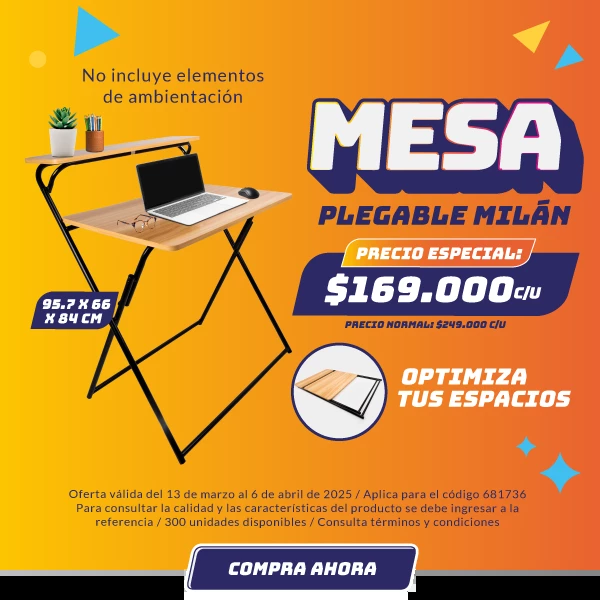 No incluye elementos
de ambientación
MESA
PLEGABLE MILÁN
PRECIO ESPECIAL:
$169.000 C/U
PRECIO NORMAL: $249.000 C/U
95.7 X 66
X 84 CM
OPTIMIZA
TUS ESPACIOS
Oferta válida del 13 de marzo al 6 de abril de 2025 / Aplica para el código 681736
Para consultar la calidad y las características del producto se debe ingresar a la
referencia / 300 unidades disponibles / Consulta términos y condiciones
COMPRA AHORA